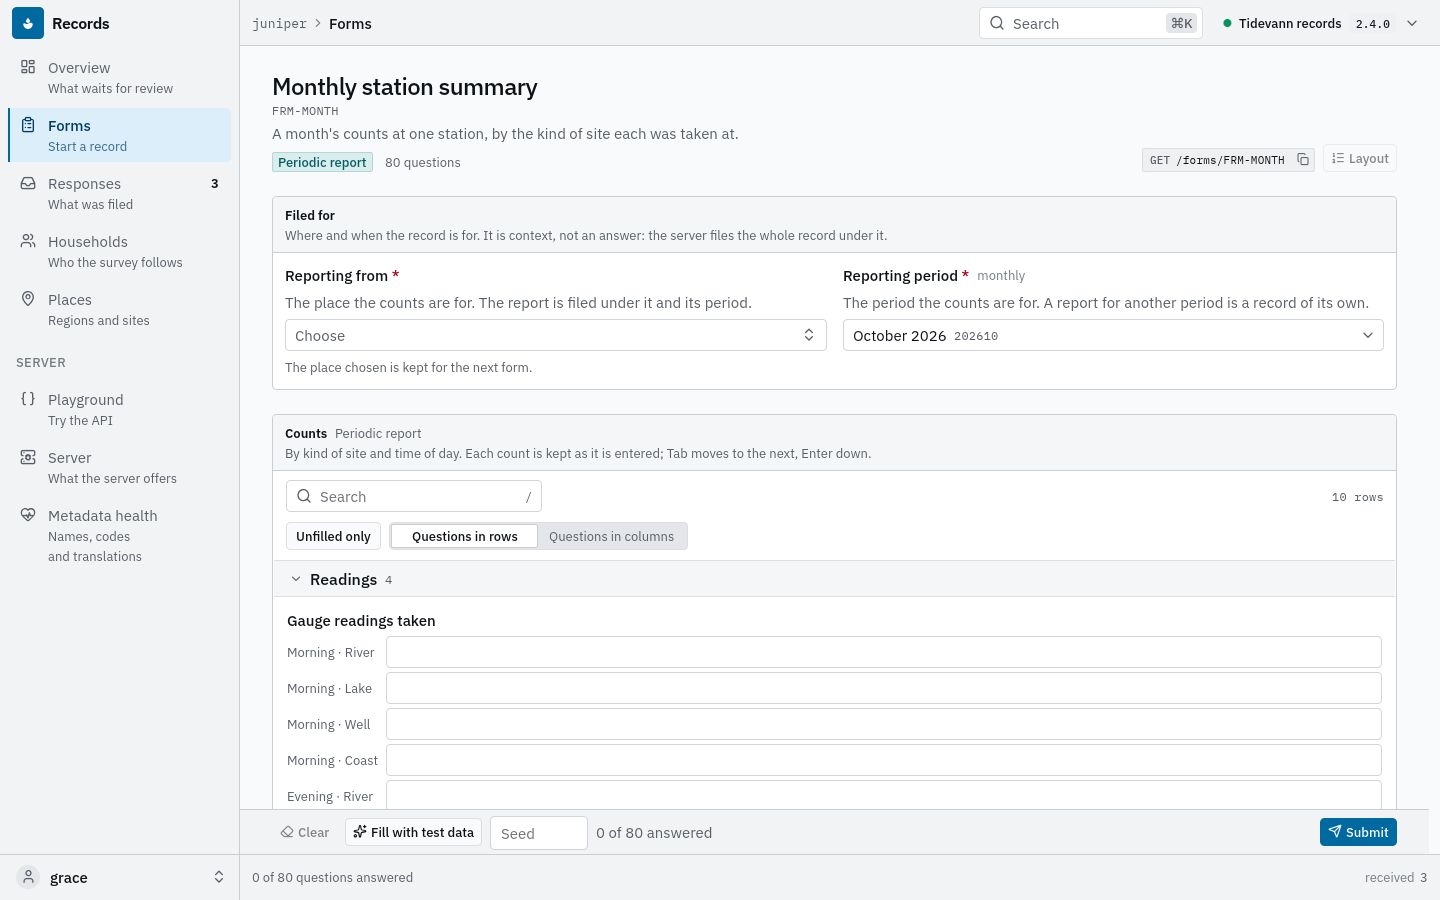 Records
juniper > Forms
Search ⌘K
Tidevann records 2.4.0
Overview
What waits for review
Forms
Start a record
Responses 3
What was filed
Households
Who the survey follows
Places
Regions and sites
SERVER
Playground
Try the API
Server
What the server offers
Metadata health
Names, codes
and translations
grace
Monthly station summary
FRM-MONTH
A month's counts at one station, by the kind of site each was taken at.
Periodic report 80 questions
GET /forms/FRM-MONTH
Layout
Filed for
Where and when the record is for. It is context, not an answer: the server files the whole record under it.
Reporting from *
The place the counts are for. The report is filed under it and its period.
Choose
The place chosen is kept for the next form.
Reporting period * monthly
The period the counts are for. A report for another period is a record of its own.
October 2026 202610
Counts Periodic report
By kind of site and time of day. Each count is kept as it is entered; Tab moves to the next, Enter down.
Search /
10 rows
Unfilled only
Questions in rows
Questions in columns
Readings 4
Gauge readings taken
Morning · River
Morning · Lake
Morning · Well
Morning · Coast
Evening · River
Clear
Fill with test data
Seed
0 of 80 answered
Submit
0 of 80 questions answered
received 3